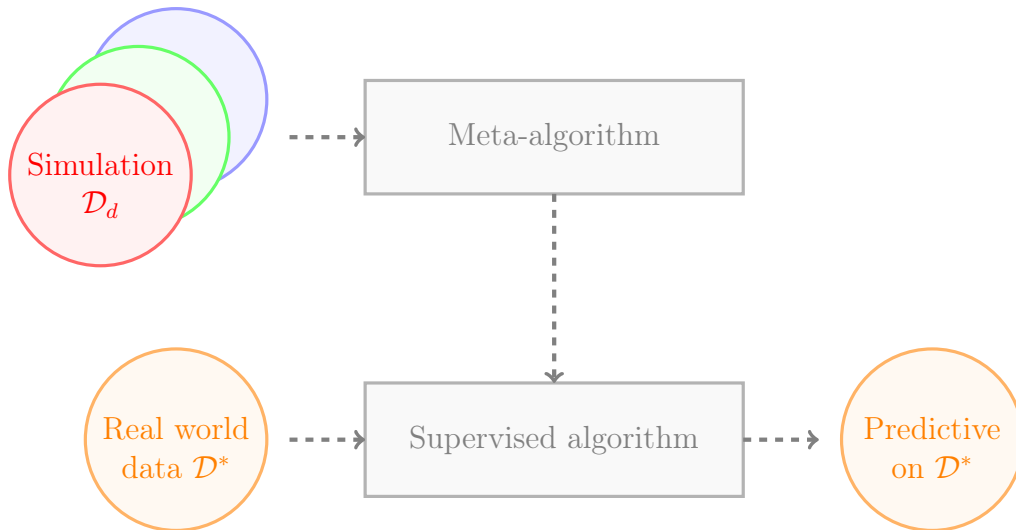 Simulation
𝒟_d
Meta-algorithm
Real world
data 𝒟*
Supervised algorithm
Predictive
on 𝒟*